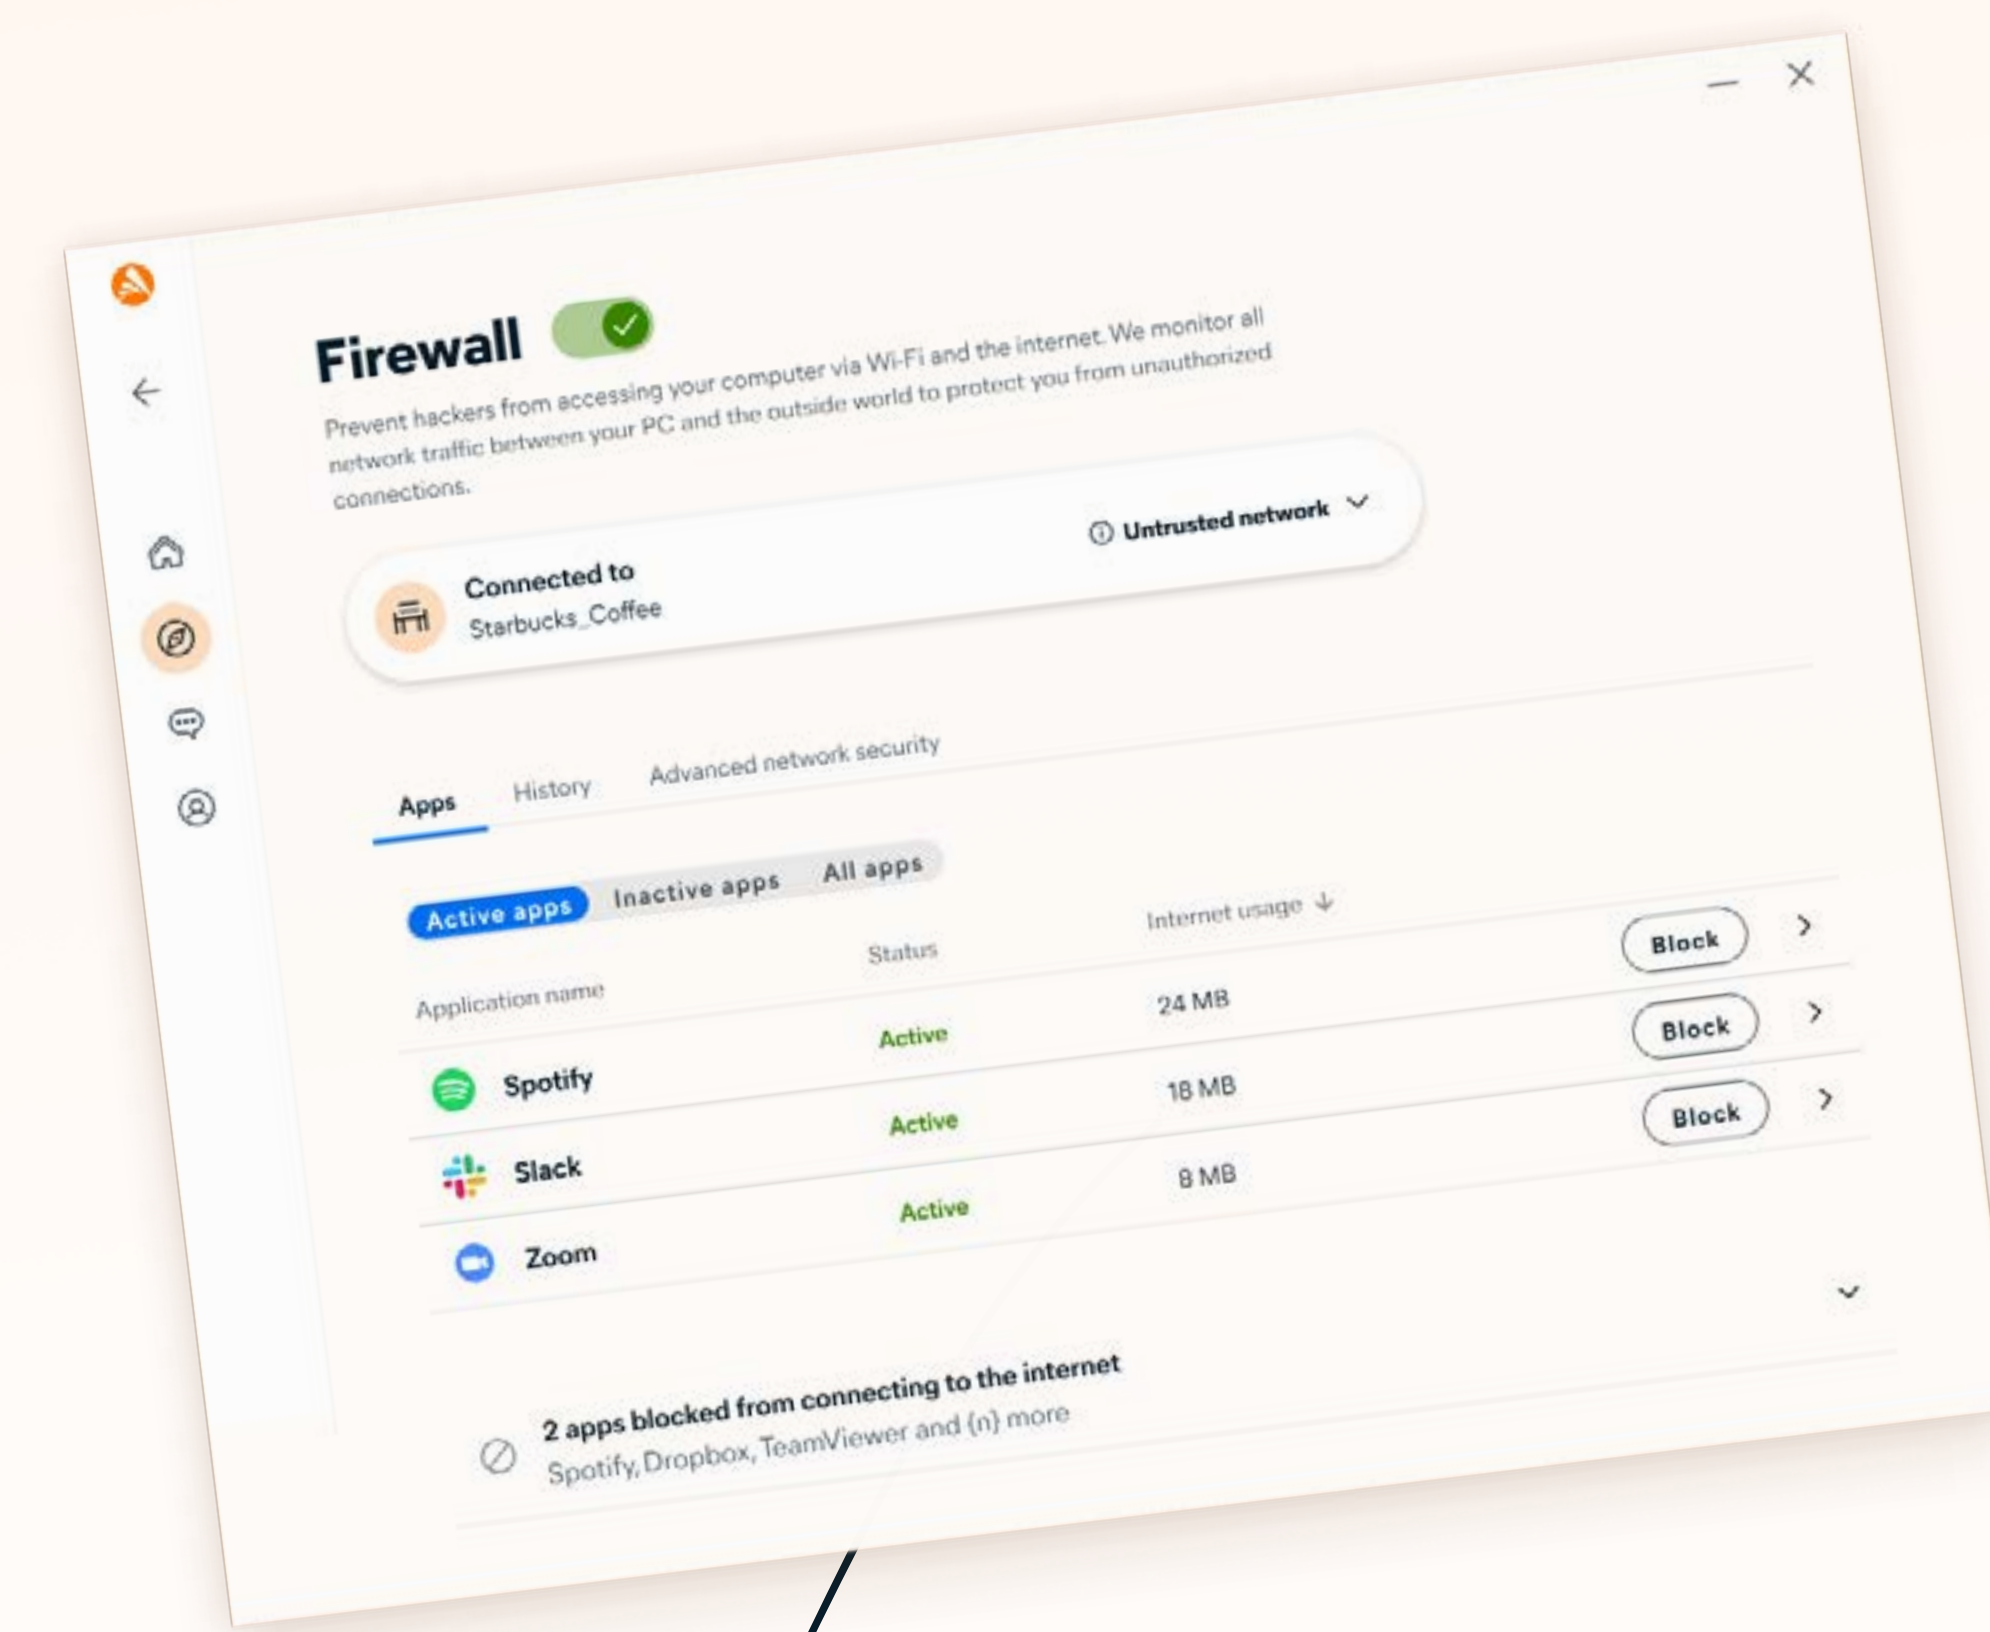 Firewall
Prevent hackers from accessing your computer via Wi-Fi and the internet. We monitor all
network traffic between your PC and the outside world to protect you from unauthorized
connections.
Connected to
Starbucks_Coffee
Untrusted network
Apps History Advanced network security
Active apps Inactive apps All apps
Application name Status Internet usage
Spotify Active 24 MB Block
Slack Active 18 MB Block
Zoom Active 8 MB Block
2 apps blocked from connecting to the internet
Spotify, Dropbox, TeamViewer and {n} more